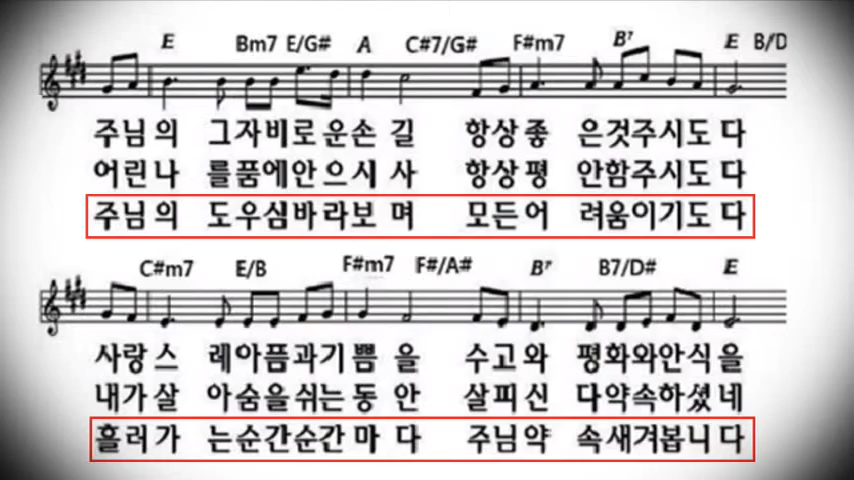 E Bm7 E/G# A C#7/G# F#m7 B7 E B/D
주님의 그자비로운손길 항상좋은것주시도다
어린나를품에안으시사 항상평안함주시도다
주님의 도우심바라보며 모든어려움이기도다
C#m7 E/B F#m7 F#/A# B7 B7/D# E
사랑스레아픔과기쁨을 수고와 평화와안식을
내가살아숨을쉬는동안 살피신다약속하셨네
흘러가는순간순간마다 주님약속새겨봅니다